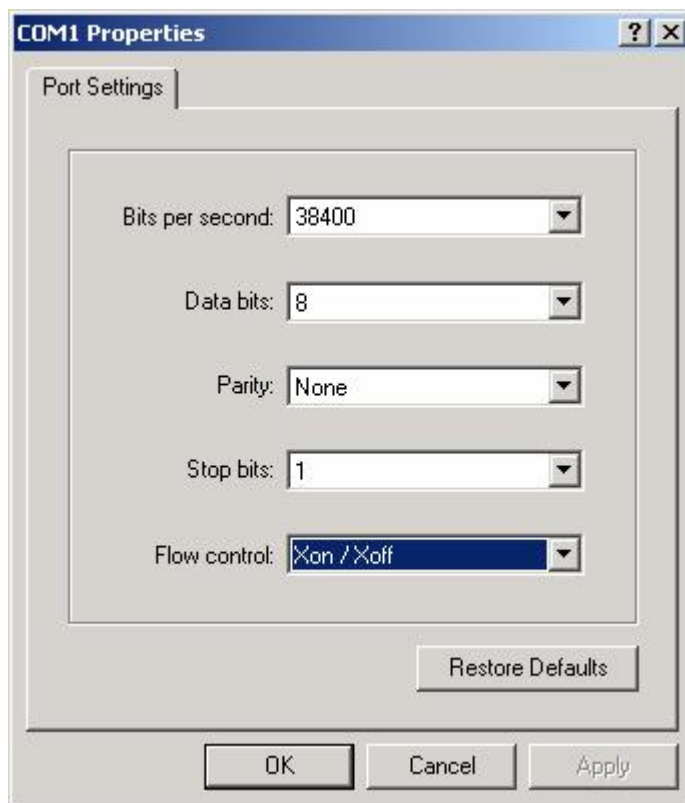 COM1 Properties
Port Settings
Bits per second: 38400
Data bits: 8
Parity: None
Stop bits: 1
Flow control: Xon / Xoff
Restore Defaults
OK Cancel Apply